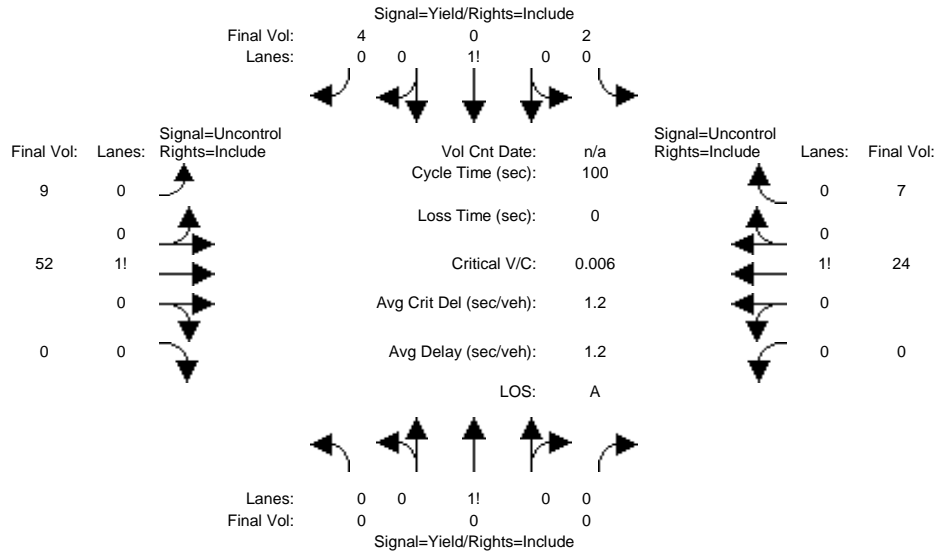 Signal=Yield/Rights=Include
Final Vol: 4 0 2
Lanes: 0 0 1! 0 0
Signal=Uncontrol
Final Vol: Lanes: Rights=Include
Vol Cnt Date: n/a
Signal=Uncontrol
Rights=Include Lanes: Final Vol:
Cycle Time (sec): 100
9 0
0 7
Loss Time (sec): 0
0
0
52 1!
Critical V/C: 0.006
1! 24
0
Avg Crit Del (sec/veh): 1.2
0
0 0
Avg Delay (sec/veh): 1.2
0 0
LOS: A
Lanes: 0 0 1! 0 0
Final Vol: 0 0 0
Signal=Yield/Rights=Include